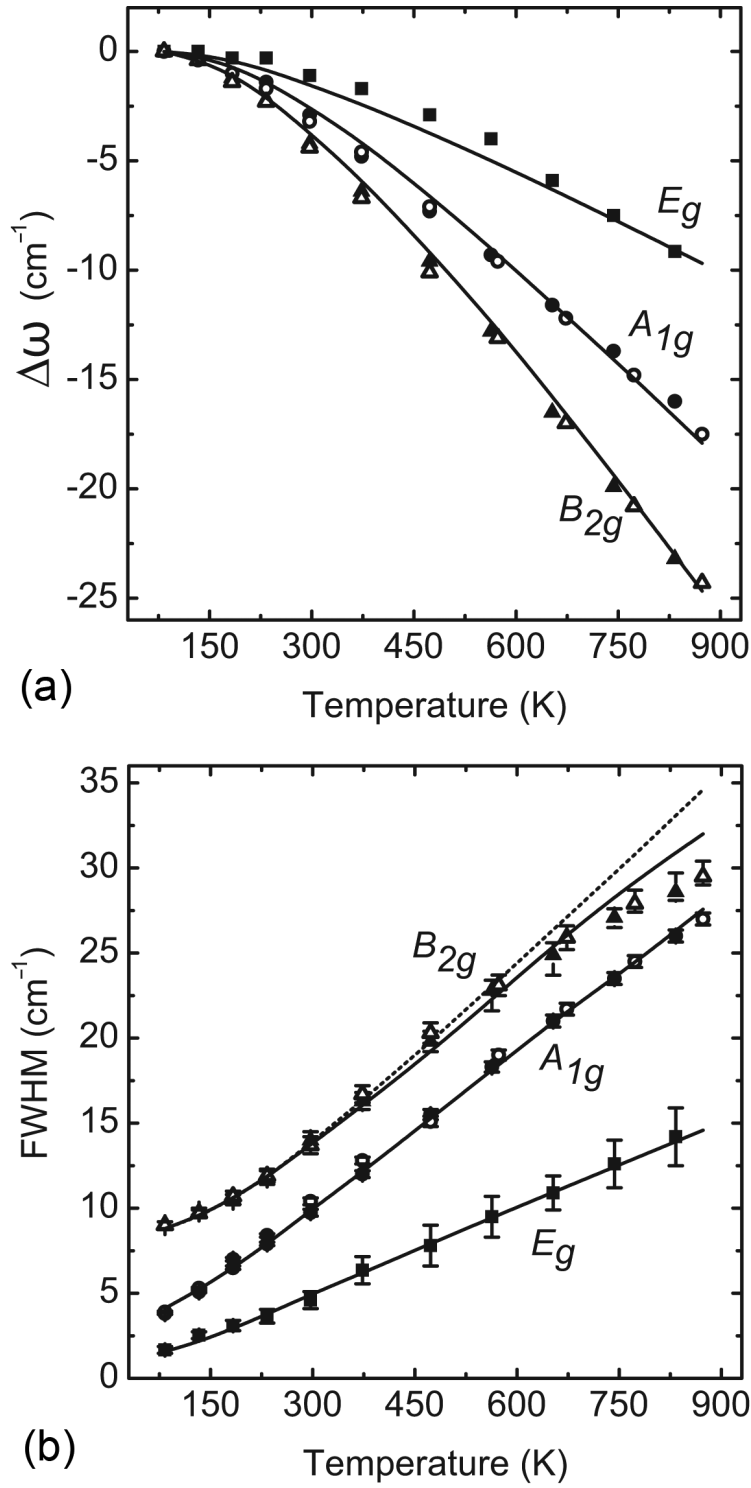 0
-5
-10
-15
-20
-25
Δω (cm⁻¹)
Eg
A1g
B2g
150 300 450 600 750 900
(a)
Temperature (K)
35
30
25
20
15
10
5
0
FWHM (cm⁻¹)
B2g
A1g
Eg
150 300 450 600 750 900
(b)
Temperature (K)